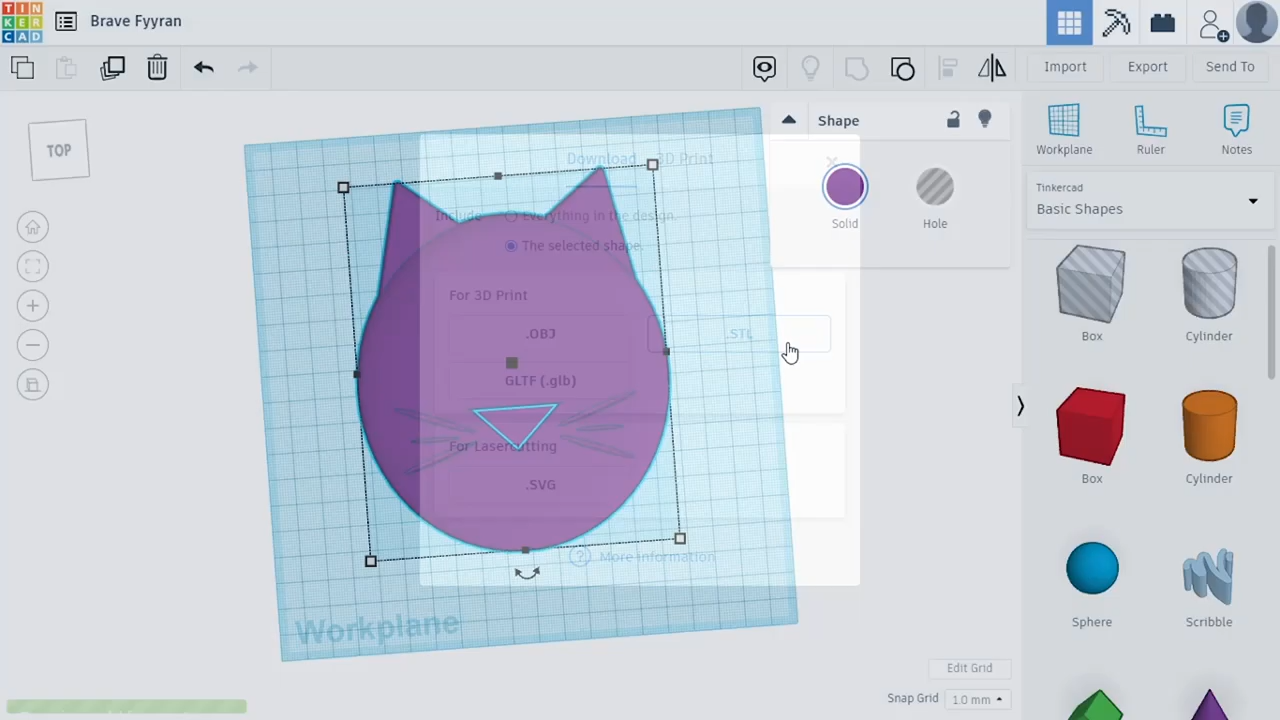 TIN
KER
CAD
Brave Fyyran
Import
Export
Send To
TOP
Shape
Solid
Hole
Workplane
Ruler
Notes
Tinkercad
Basic Shapes
Box
Cylinder
Box
Cylinder
Sphere
Scribble
Download
3D Print
Include
Everything in the design.
The selected shape.
For 3D Print
.OBJ
.STL
GLTF (.glb)
For Lasercutting
.SVG
? More information
Workplane
Edit Grid
Snap Grid
1.0 mm